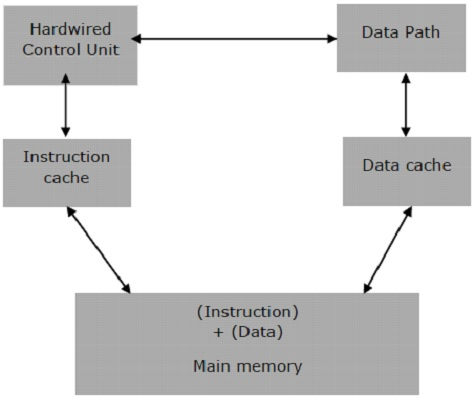 Hardwired
Control Unit
Data Path
Instruction
cache
Data cache
(Instruction)
+ (Data)
Main memory